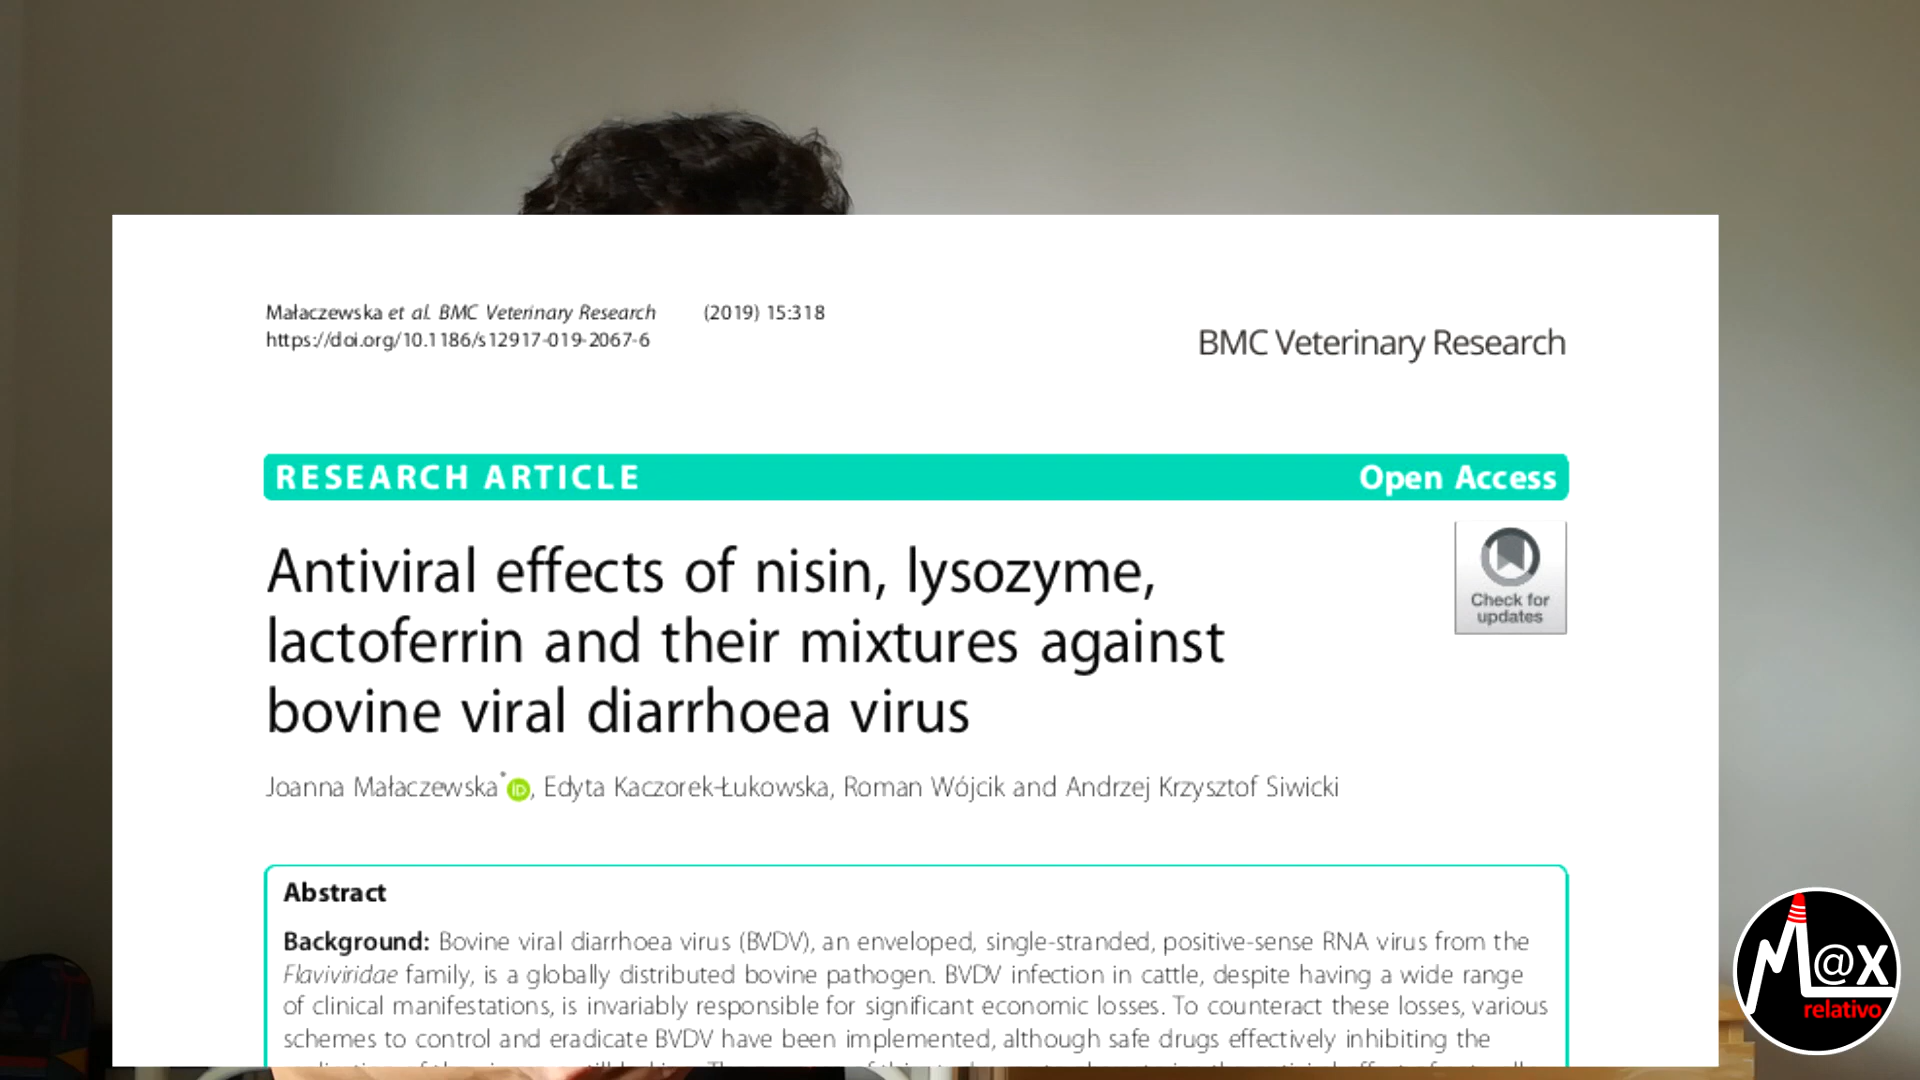 Małaczewska et al. BMC Veterinary Research (2019) 15:318
https://doi.org/10.1186/s12917-019-2067-6
BMC Veterinary Research
RESEARCH ARTICLE Open Access
Antiviral effects of nisin, lysozyme,
lactoferrin and their mixtures against
bovine viral diarrhoea virus
Check for
updates
Joanna Małaczewska* iD, Edyta Kaczorek-Łukowska, Roman Wójcik and Andrzej Krzysztof Siwicki
Abstract
Background: Bovine viral diarrhoea virus (BVDV), an enveloped, single-stranded, positive-sense RNA virus from the
Flaviviridae family, is a globally distributed bovine pathogen. BVDV infection in cattle, despite having a wide range
of clinical manifestations, is invariably responsible for significant economic losses. To counteract these losses, various
schemes to control and eradicate BVDV have been implemented, although safe drugs effectively inhibiting the
M@x
relativo